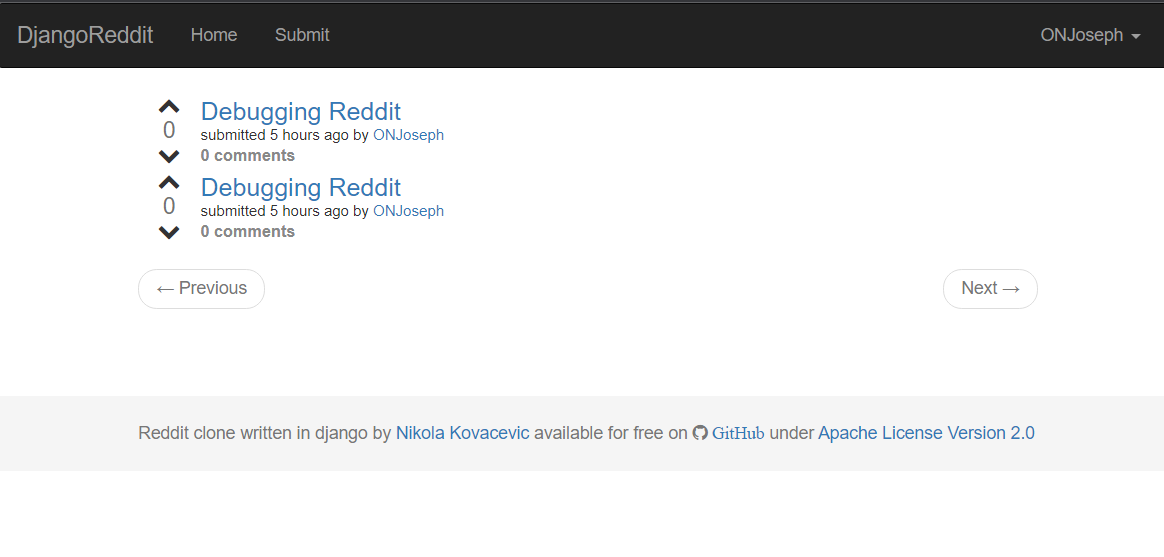 DjangoReddit Home Submit ONJoseph
Debugging Reddit
0
submitted 5 hours ago by ONJoseph
0 comments
Debugging Reddit
0
submitted 5 hours ago by ONJoseph
0 comments
← Previous Next →
Reddit clone written in django by Nikola Kovacevic available for free on GitHub under Apache License Version 2.0